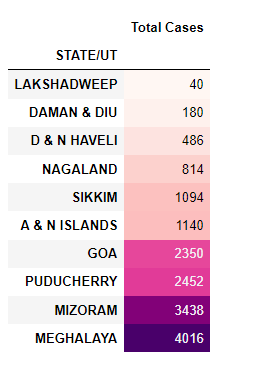 Total Cases
STATE/UT
LAKSHADWEEP 40
DAMAN & DIU 180
D & N HAVELI 486
NAGALAND 814
SIKKIM 1094
A & N ISLANDS 1140
GOA 2350
PUDUCHERRY 2452
MIZORAM 3438
MEGHALAYA 4016